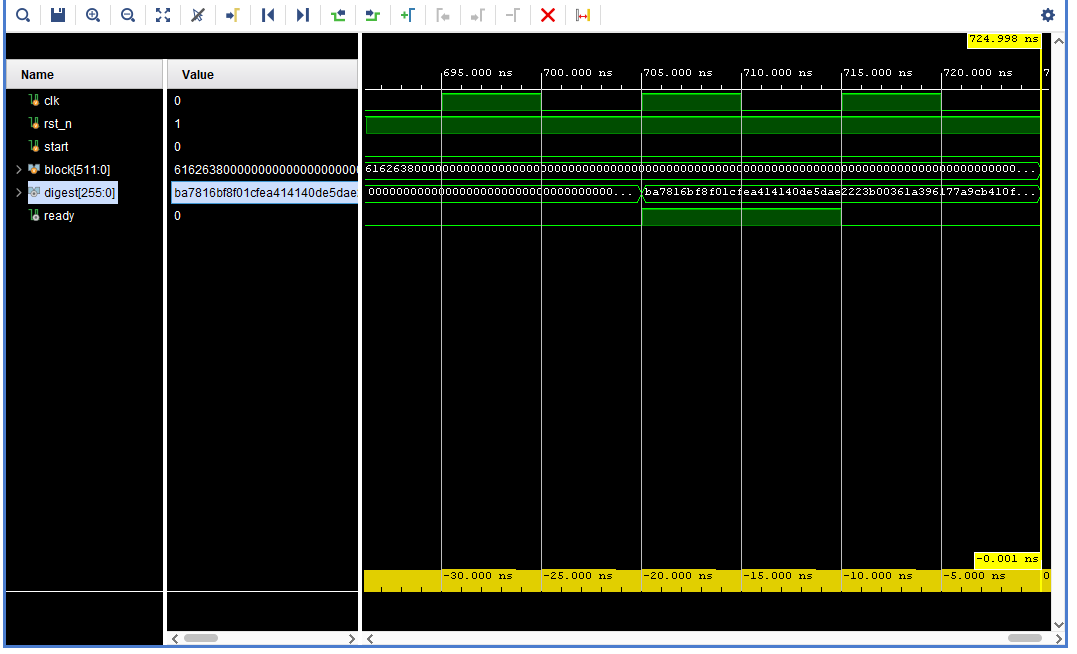 724.998 ns
Name
Value
695.000 ns
700.000 ns
705.000 ns
710.000 ns
715.000 ns
720.000 ns
7
clk
0
rst_n
1
start
0
block[511:0]
616263800000000000000000000
616263800000000000000000000000000000000000000000000000000000000000000000000000000000000000000...
digest[255:0]
ba7816bf8f01cfea414140de5dae
00000000000000000000000000000000000...
ba7816bf8f01cfea414140de5dae2223b00361a396177a9cb410f...
ready
0
-0.001 ns
-30.000 ns
-25.000 ns
-20.000 ns
-15.000 ns
-10.000 ns
-5.000 ns
0